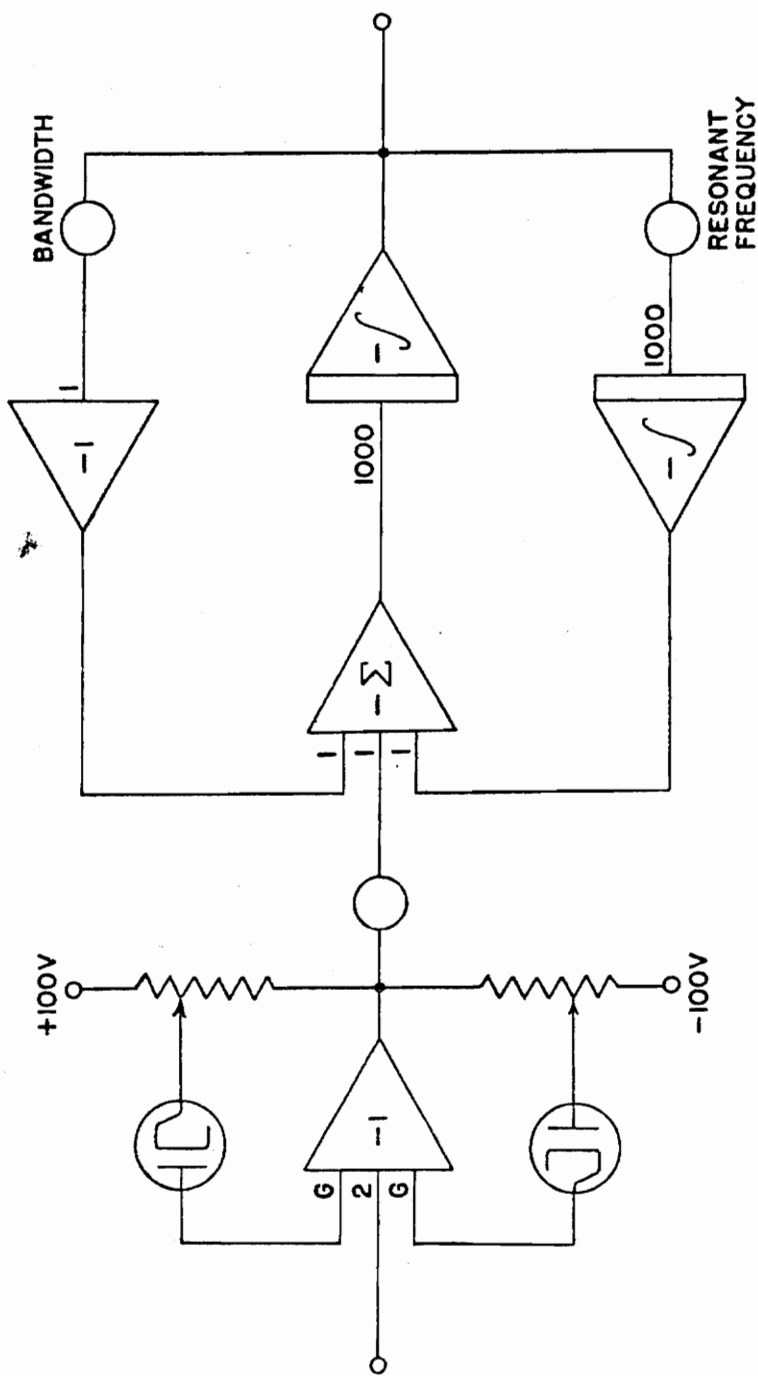 BANDWIDTH
1
-1
-∫
1000
1000
-∫
RESONANT
FREQUENCY
-Σ
1
1
1
+100V
-100V
-1
G
2
G